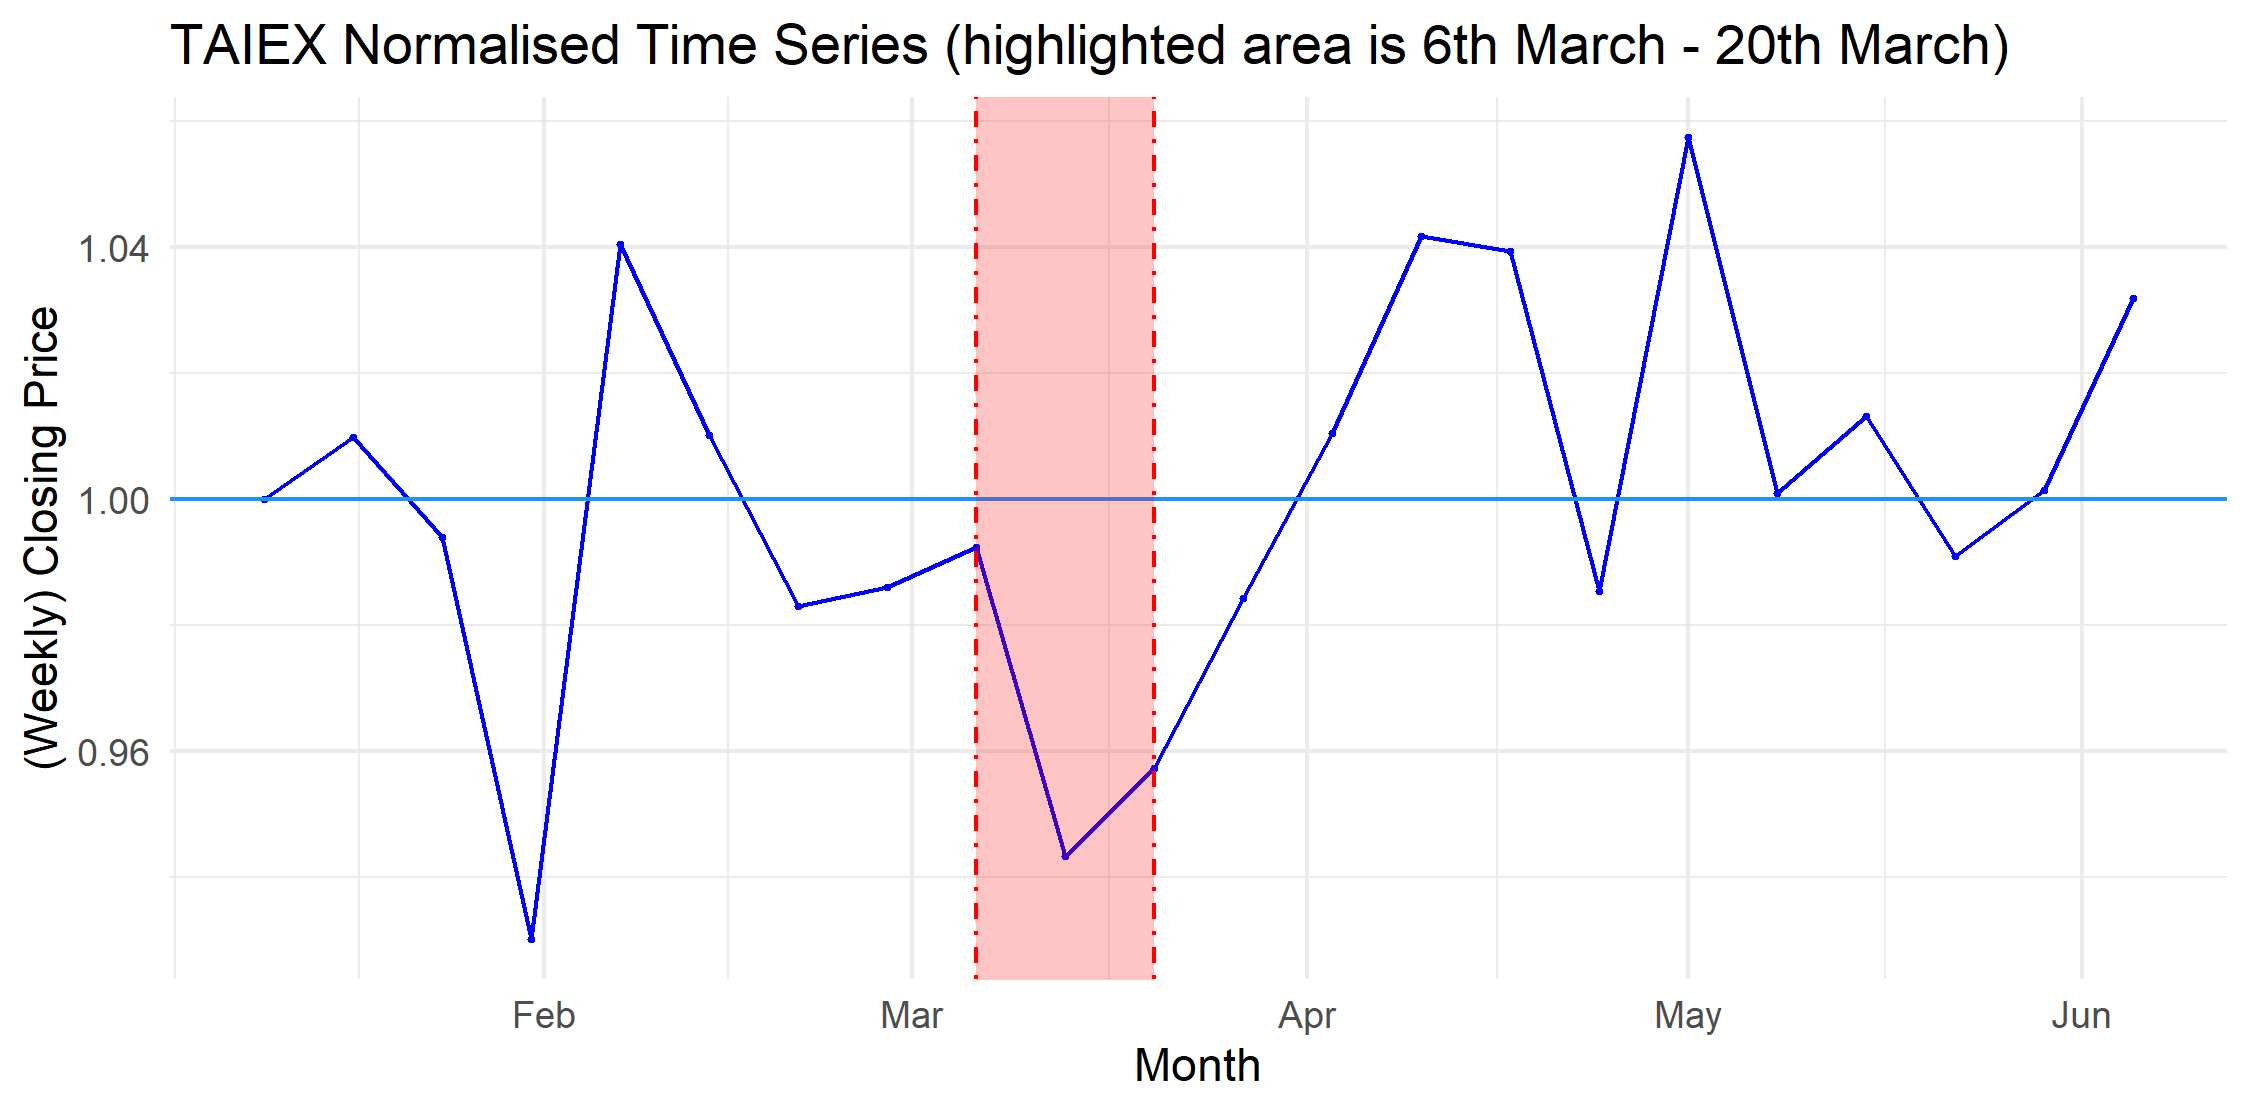 TAIEX Normalised Time Series (highlighted area is 6th March - 20th March)
(Weekly) Closing Price
1.04
1.00
0.96
Feb
Mar
Apr
May
Jun
Month